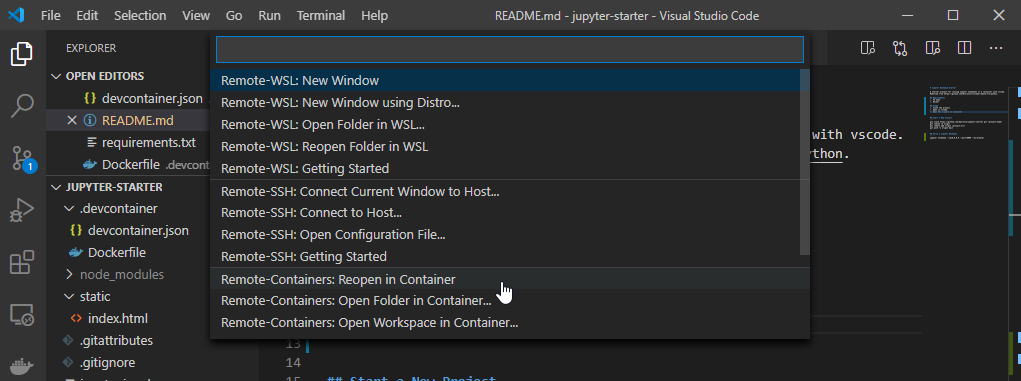 File Edit Selection View Go Run Terminal Help README.md - jupyter-starter - Visual Studio Code
EXPLORER
OPEN EDITORS
devcontainer.json
README.md
requirements.txt
Dockerfile .devcont
JUPYTER-STARTER
.devcontainer
devcontainer.json
Dockerfile
node_modules
static
index.html
.gitattributes
.gitignore
1
Remote-WSL: New Window
Remote-WSL: New Window using Distro...
Remote-WSL: Open Folder in WSL...
Remote-WSL: Reopen Folder in WSL
Remote-WSL: Getting Started
Remote-SSH: Connect Current Window to Host...
Remote-SSH: Connect to Host...
Remote-SSH: Open Configuration File...
Remote-SSH: Getting Started
Remote-Containers: Reopen in Container
Remote-Containers: Open Folder in Container...
Remote-Containers: Open Workspace in Container...
with vscode.
ython.
13
14
15 ## Start a New Project